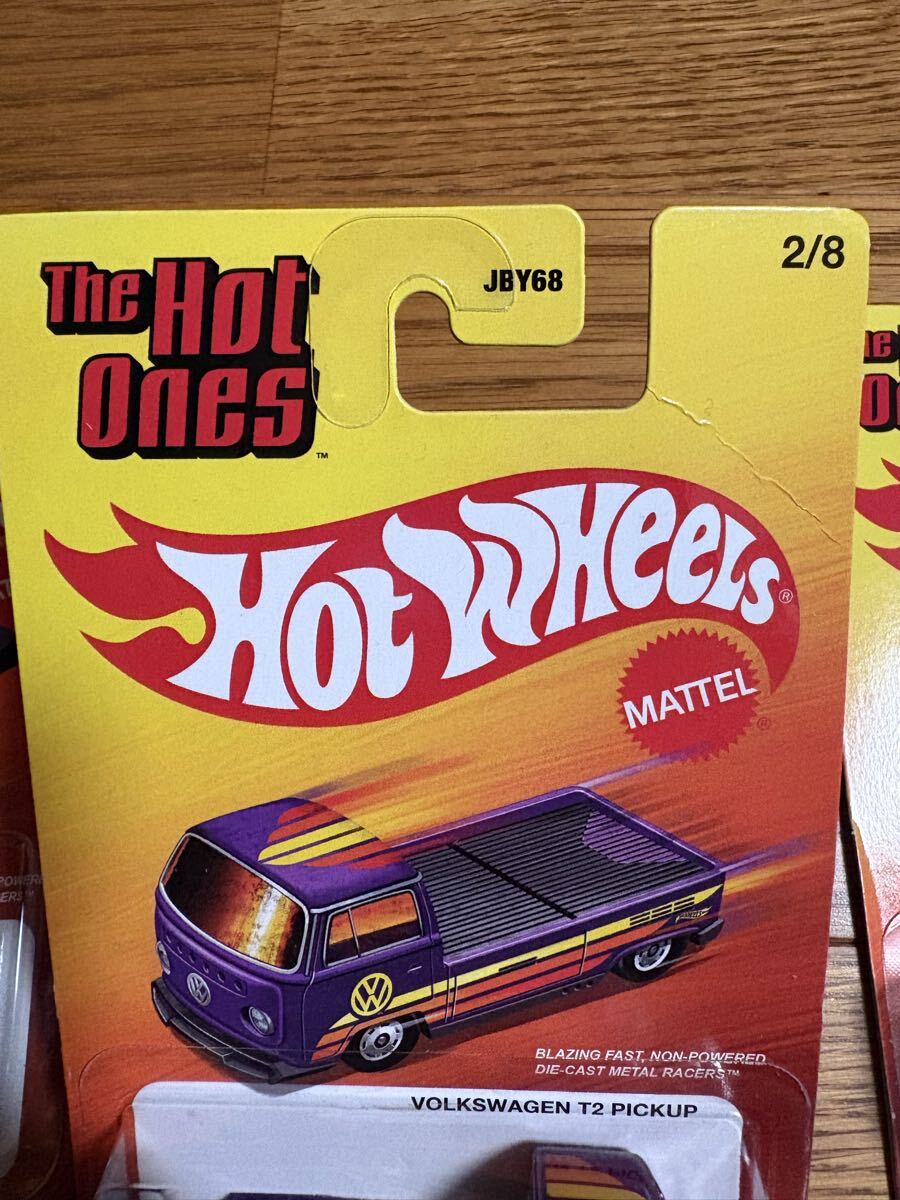 The Hot
Ones
™
JBY68
2/8
Hot Wheels®
MATTEL®
BLAZING FAST, NON-POWERED
DIE-CAST METAL RACERS™
VOLKSWAGEN T2 PICKUP